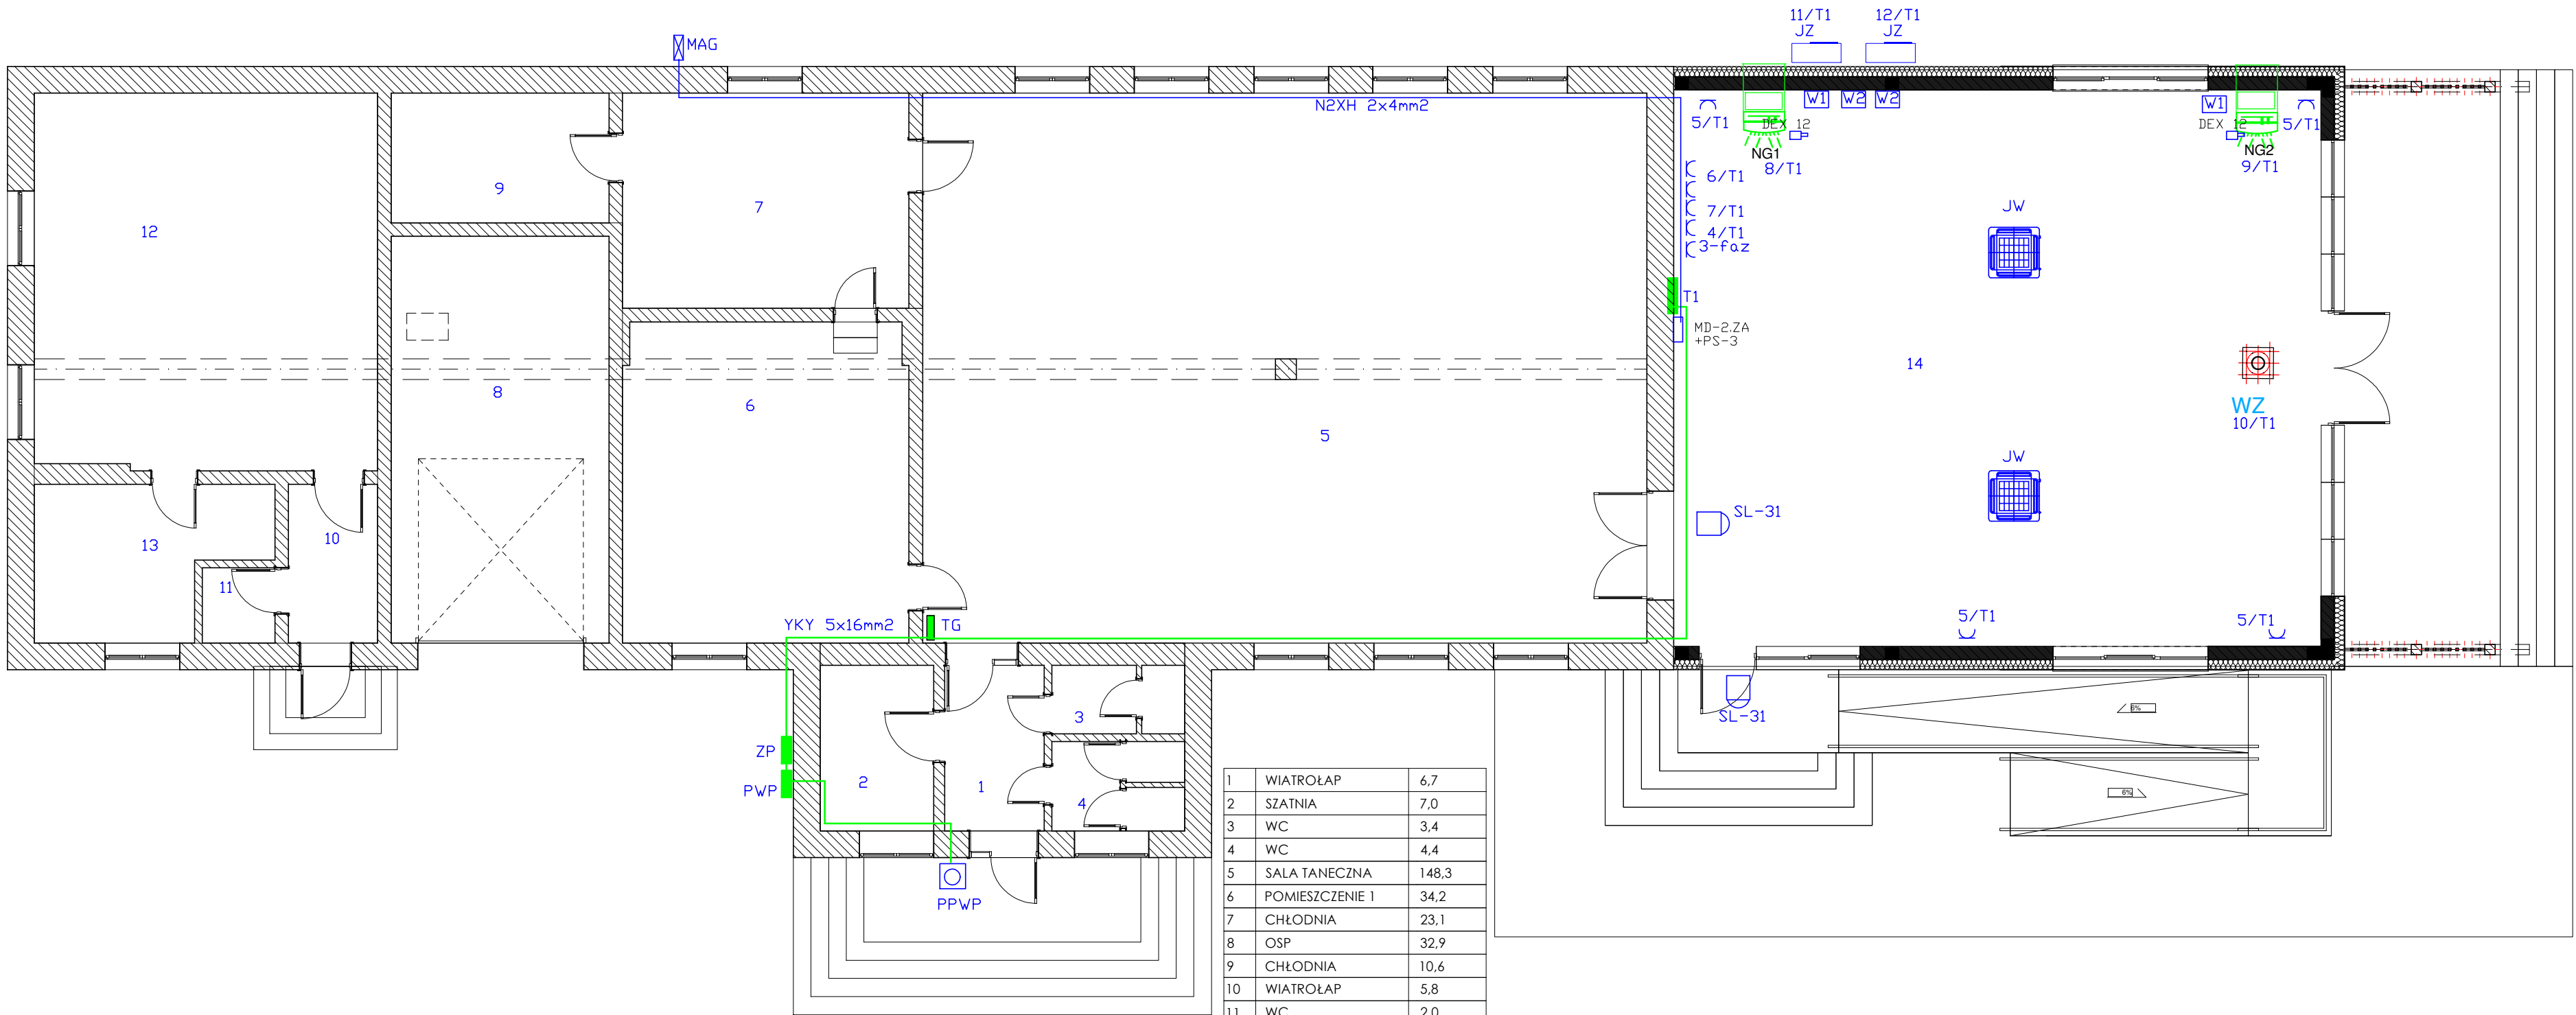 11/T1
JZ
12/T1
JZ
MAG
N2XH 2x4mm2
W1
W2
W2
W1
5/T1
DEX 12
NG1
8/T1
DEX 12
5/T1
NG2
9/T1
6/T1
7/T1
4/T1
3-faz
JW
T1
MD-2.ZA
+PS-3
12
9
7
8
6
5
14
WZ
10/T1
JW
SL-31
13
10
11
YKY 5x16mm2
TG
5/T1
5/T1
SL-31
6%
6%
ZP
PWP
2
1
3
4
PPWP
1 WIATROŁAP 6,7
2 SZATNIA 7,0
3 WC 3,4
4 WC 4,4
5 SALA TANECZNA 148,3
6 POMIESZCZENIE 1 34,2
7 CHŁODNIA 23,1
8 OSP 32,9
9 CHŁODNIA 10,6
10 WIATROŁAP 5,8
11 WC 2,0